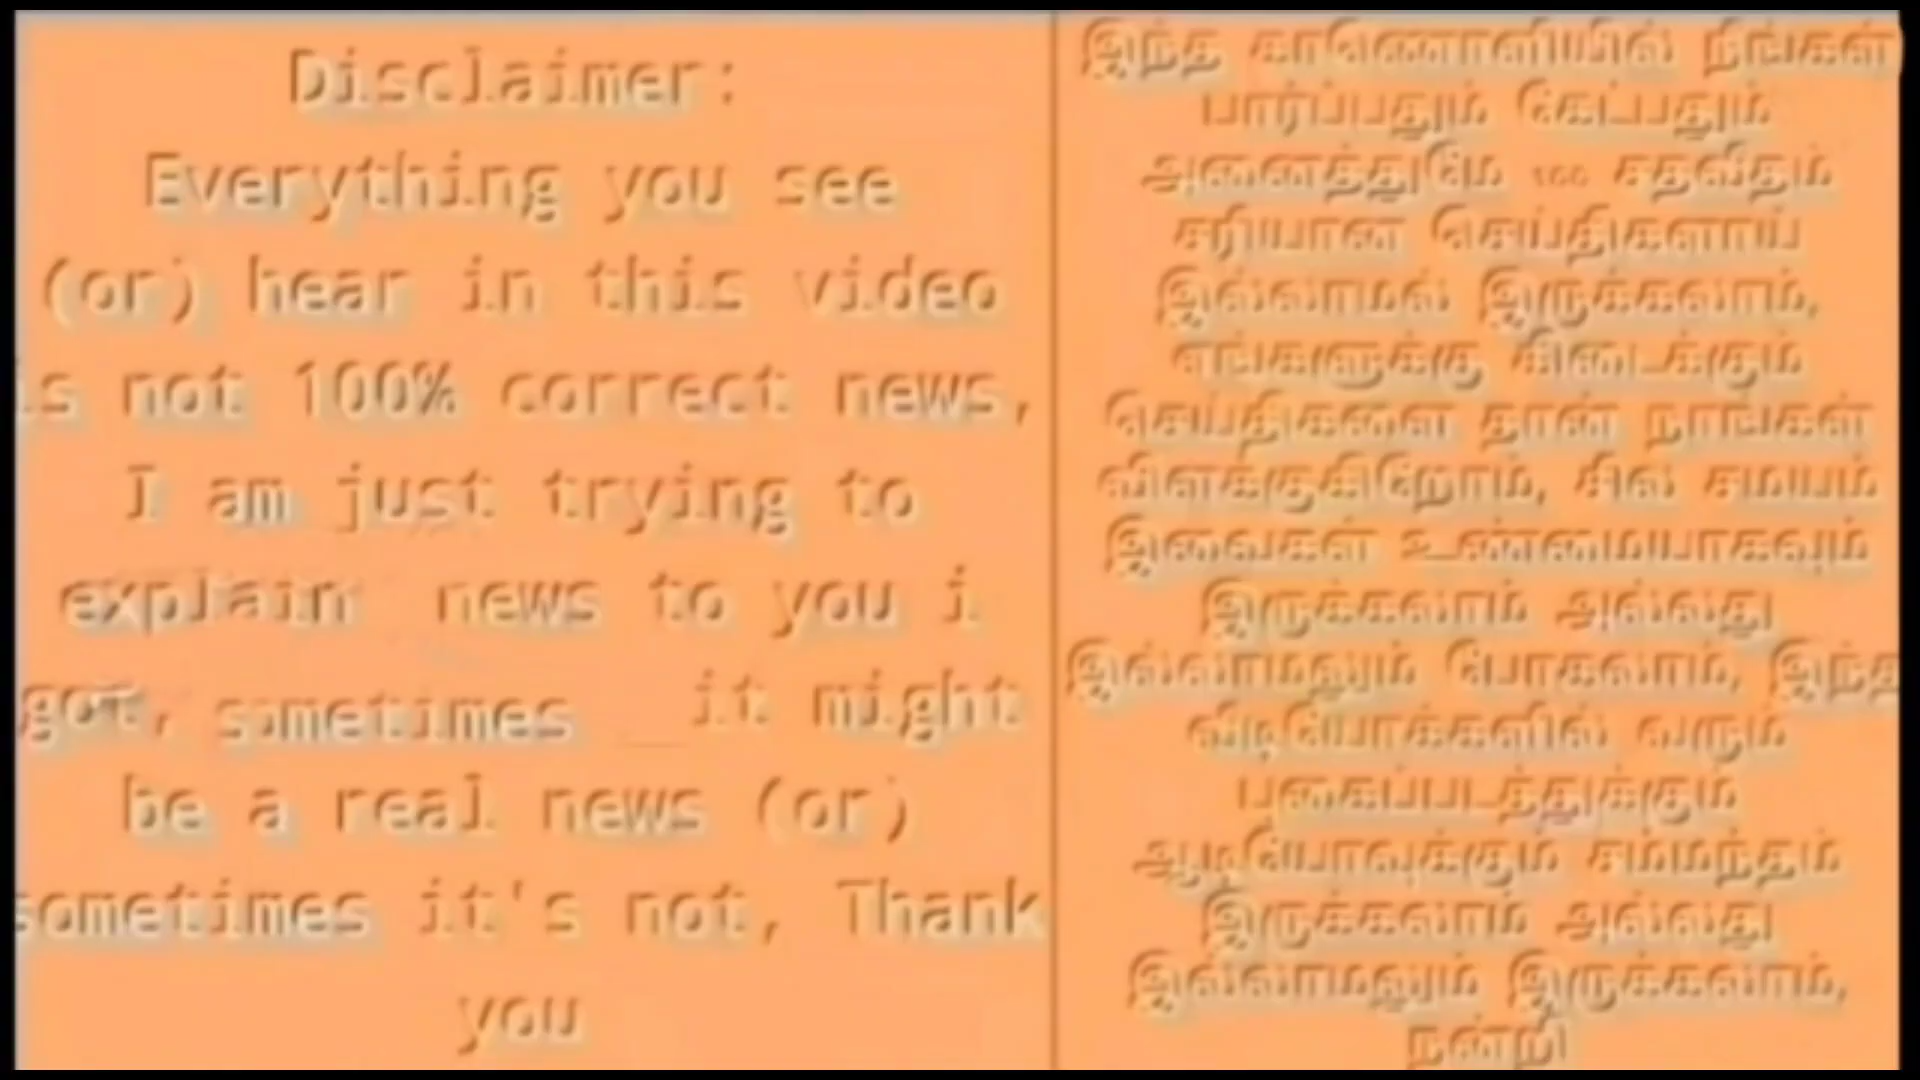 Disclaimer:
Everything you see
(or) hear in this video
is not 100% correct news,
I am just trying to
explain news to you i
got, sometimes _ it might
be a real news (or)
sometimes it's not, Thank
you
இந்த காணொளியில் நீங்கள்
பார்ப்பதும் கேட்பதும்
அனைத்துமே 100 சதவீதம்
சரியான செய்திகளாய்
இல்லாமல் இருக்கலாம்,
எங்களுக்கு கிடைக்கும்
செய்திகளை தான் நாங்கள்
விளக்குகிறோம், சில சமயம்
இவைகள் உண்மையாகவும்
இருக்கலாம் அல்லது
இல்லாமலும் போகலாம், இந்த
வீடியோக்களில் வரும்
புகைப்படத்துக்கும்
ஆடியோவுக்கும் சம்மந்தம்
இருக்கலாம் அல்லது
இல்லாமலும் இருக்கலாம்,
நன்றி